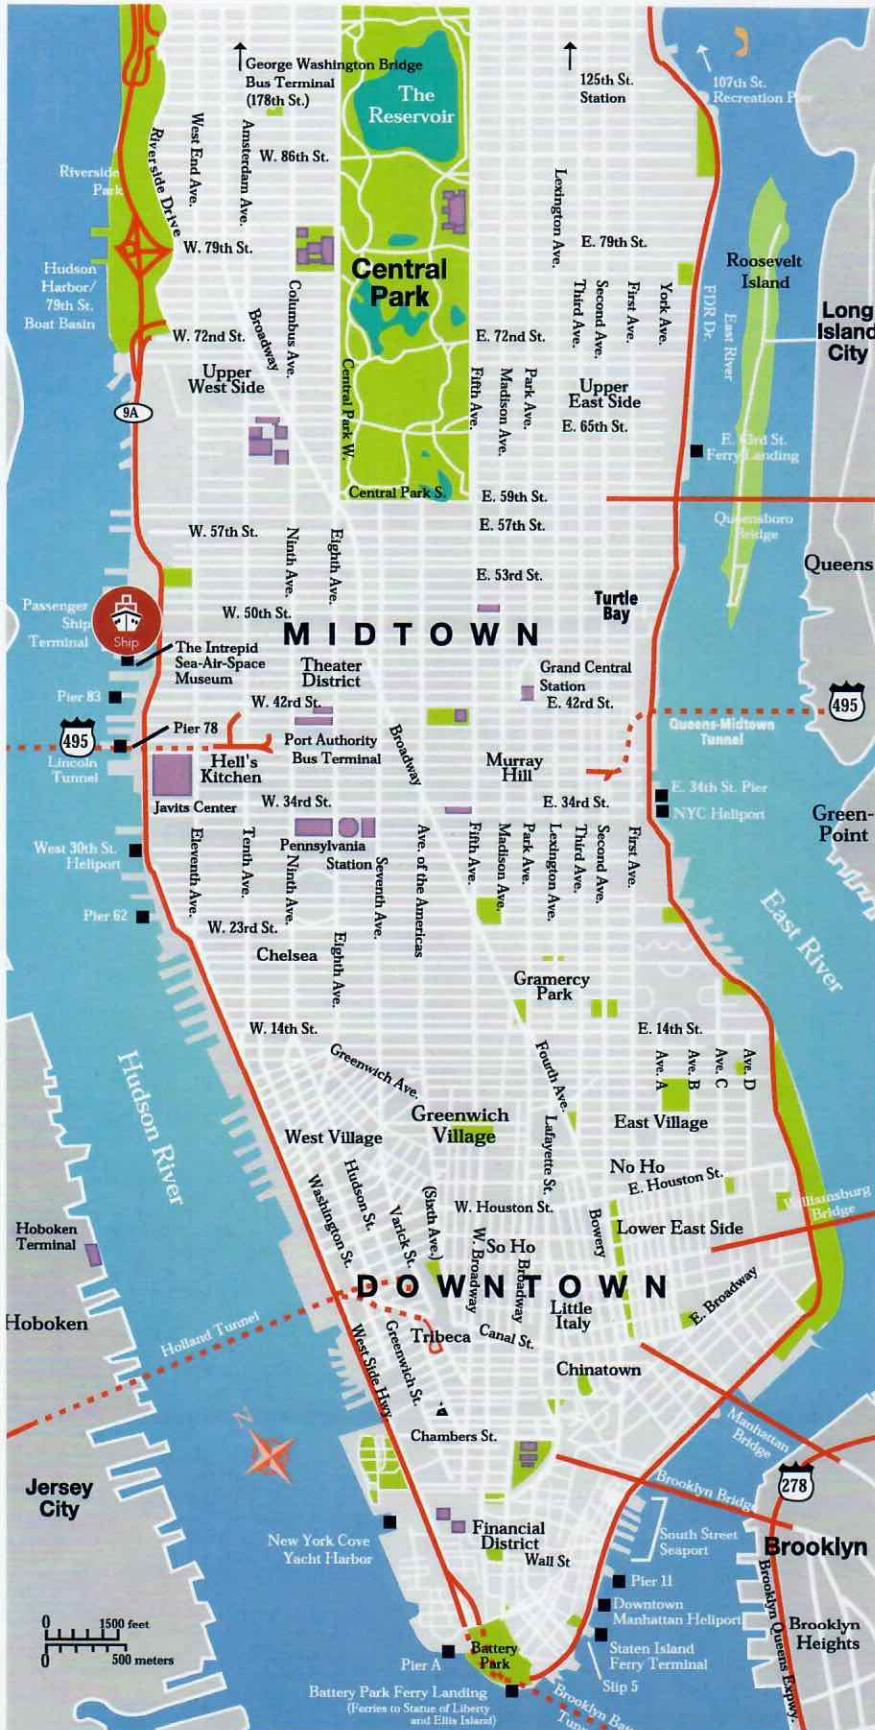 George Washington Bridge
Bus Terminal
(178th St.)
The
Reservoir
125th St.
Station
107th St.
Recreation Pier
Riverside
Park
Riverside Drive
West End Ave.
Amsterdam Ave.
W. 86th St.
Lexington Ave.
W. 79th St.
E. 79th St.
Central
Park
Roosevelt
Island
Hudson
Harbor/
79th St.
Boat Basin
Columbus Ave.
Broadway
Third Ave.
Second Ave.
First Ave.
York Ave.
FDR Dr.
East River
Long
Island
City
W. 72nd St.
E. 72nd St.
Upper
West Side
Central Park W.
Fifth Ave.
Madison Ave.
Park Ave.
Upper
East Side
9A
E. 65th St.
E. 63rd St.
Ferry Landing
Central Park S.
E. 59th St.
W. 57th St.
E. 57th St.
Queensboro
Bridge
Ninth Ave.
Eighth Ave.
E. 53rd St.
Queens
Passenger
Ship
Terminal
Ship
W. 50th St.
Turtle
Bay
MIDTOWN
The Intrepid
Sea-Air-Space
Museum
Theater
District
Grand Central
Station
Pier 83
W. 42rd St.
E. 42rd St.
495
495
Pier 78
Queens-Midtown
Tunnel
Lincoln
Tunnel
Port Authority
Bus Terminal
Broadway
Hell's
Kitchen
Murray
Hill
Javits Center
W. 34rd St.
E. 34rd St.
E. 34th St. Pier
NYC Heliport
Green-
Point
West 30th St.
Heliport
Pennsylvania
Station
Eleventh Ave.
Tenth Ave.
Ninth Ave.
Seventh Ave.
Ave. of the Americas
Fifth Ave.
Madison Ave.
Park Ave.
Lexington Ave.
Third Ave.
Second Ave.
First Ave.
Pier 62
W. 23rd St.
Chelsea
Eighth Ave.
East River
Gramercy
Park
W. 14th St.
E. 14th St.
Greenwich Ave.
Fourth Ave.
Ave. A
Ave. B
Ave. C
Ave. D
Hudson River
Greenwich
Village
West Village
Lafayette St.
East Village
No Ho
E. Houston St.
Washington St.
Hudson St.
Varick St.
(Sixth Ave.)
W. Houston St.
Bowery
Lower East Side
Williamsburg
Bridge
Hoboken
Terminal
W. Broadway
So Ho
Broadway
DOWNTOWN
Hoboken
Holland Tunnel
Little
Italy
E. Broadway
West Side Hwy
Greenwich St.
Tribeca
Canal St.
Chinatown
N
Chambers St.
Manhattan
Bridge
Jersey
City
Brooklyn Bridge
278
New York Cove
Yacht Harbor
Financial
District
Wall St
South Street
Seaport
Brooklyn
Pier 11
Downtown
Manhattan Heliport
Brooklyn Queens Expwy.
Brooklyn
Heights
0 1500 feet
0 500 meters
Pier A
Battery
Park
Staten Island
Ferry Terminal
Slip 5
Battery Park Ferry Landing
(Ferries to Statue of Liberty
and Ellis Island)
Brooklyn